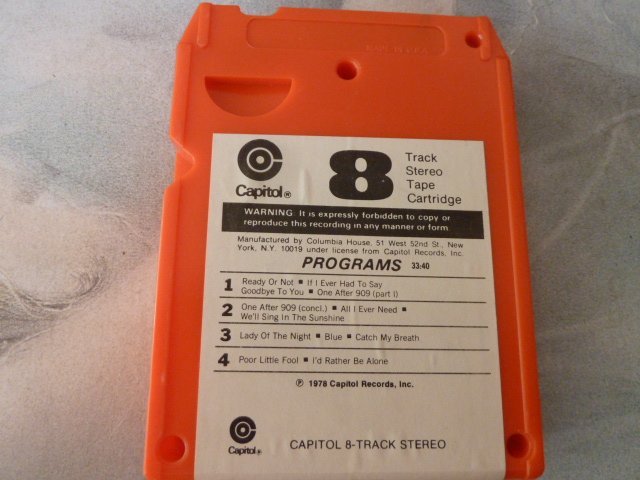 MADE IN U.S.A.
Capitol®
8
Track
Stereo
Tape
Cartridge
WARNING: It is expressly forbidden to copy or
reproduce this recording in any manner or form.
Manufactured by Columbia House, 51 West 52nd St., New
York, N.Y. 10019 under license from Capitol Records, Inc.
PROGRAMS 33:40
1 Ready Or Not ■ If I Ever Had To Say
Goodbye To You ■ One After 909 (part I)
2 One After 909 (concl.) ■ All I Ever Need ■
We'll Sing In The Sunshine
3 Lady Of The Night ■ Blue ■ Catch My Breath
4 Poor Little Fool ■ I'd Rather Be Alone
℗ 1978 Capitol Records, Inc.
Capitol®
CAPITOL 8-TRACK STEREO